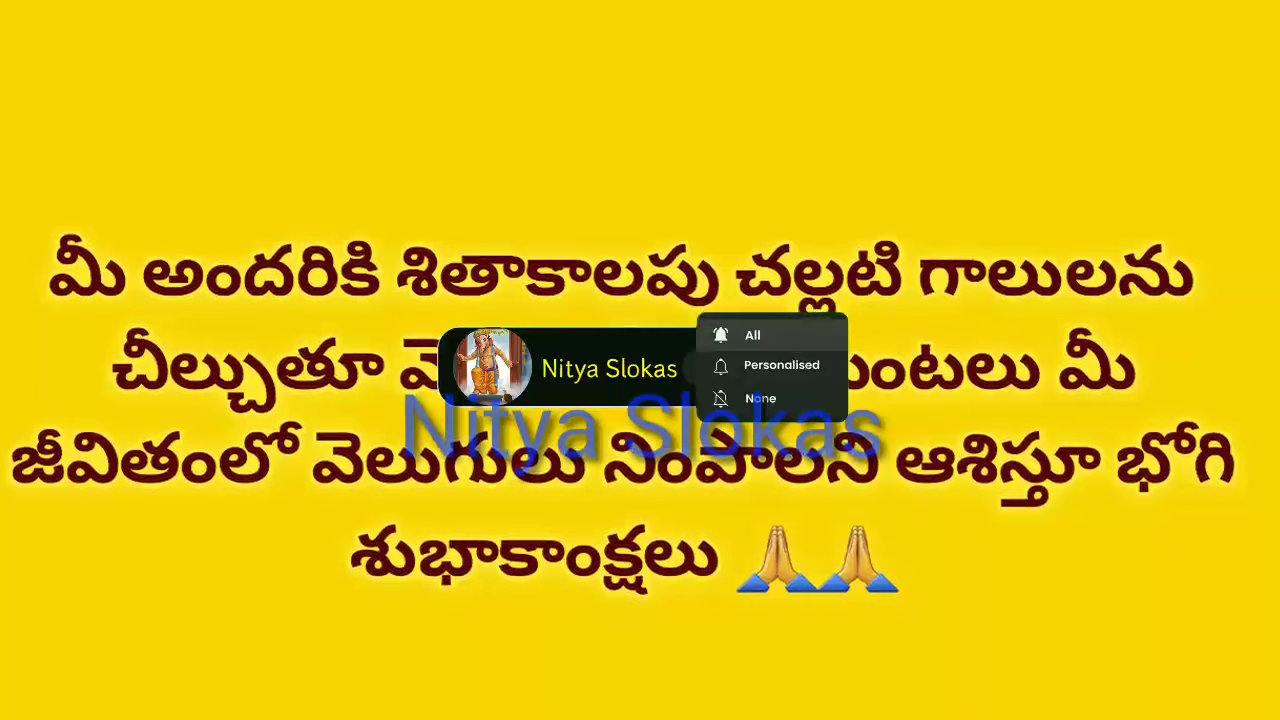 మీ అందరికి శితాకాలపు చల్లటి గాలులను
చీల్చుతూ మీ
జీవితంలో వెలుగులు నింపాలని ఆశిస్తూ భోగి
శుభాకాంక్షలు 🙏🙏
Nitya Slokas
All
Personalised
None
Nitya Slokas